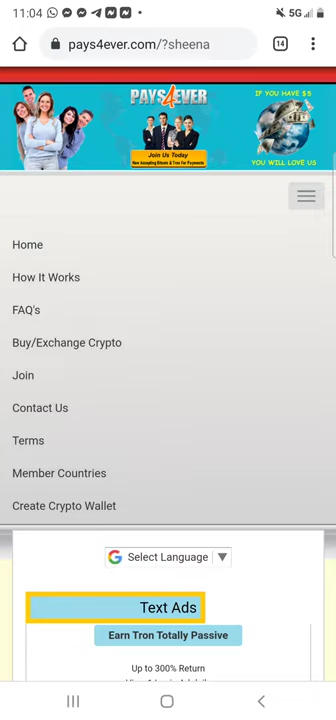 11:04
5G
pays4ever.com/?sheena
14
PAYS4EVER
Join Us Today
Now Accepting Bitcoin & Tron For Payments
IF YOU HAVE $5
YOU WILL LOVE US
Home
How It Works
FAQ's
Buy/Exchange Crypto
Join
Contact Us
Terms
Member Countries
Create Crypto Wallet
G Select Language ▼
Text Ads
Earn Tron Totally Passive
Up to 300% Return